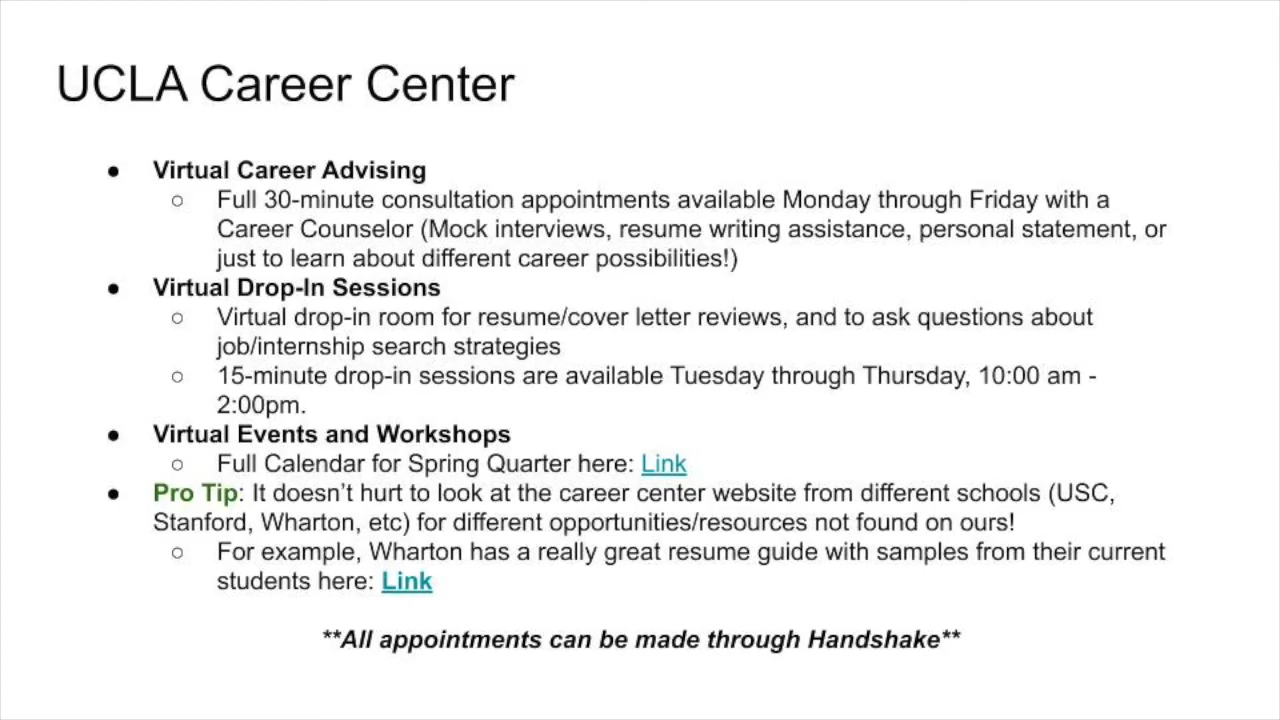 UCLA Career Center
● Virtual Career Advising
○ Full 30-minute consultation appointments available Monday through Friday with a
Career Counselor (Mock interviews, resume writing assistance, personal statement, or
just to learn about different career possibilities!)
● Virtual Drop-In Sessions
○ Virtual drop-in room for resume/cover letter reviews, and to ask questions about
job/internship search strategies
○ 15-minute drop-in sessions are available Tuesday through Thursday, 10:00 am -
2:00pm.
● Virtual Events and Workshops
○ Full Calendar for Spring Quarter here: Link
● Pro Tip: It doesn’t hurt to look at the career center website from different schools (USC,
Stanford, Wharton, etc) for different opportunities/resources not found on ours!
○ For example, Wharton has a really great resume guide with samples from their current
students here: Link
**All appointments can be made through Handshake**